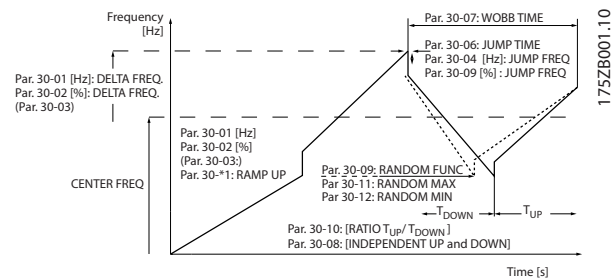 Frequency
[Hz]
Par. 30-07: WOBB TIME
Par. 30-06: JUMP TIME
Par. 30-04 [Hz]: JUMP FREQ
Par. 30-09 [%] : JUMP FREQ
175ZB001.10
Par. 30-01 [Hz]: DELTA FREQ.
Par. 30-02 [%]: DELTA FREQ.
(Par. 30-03)
Par. 30-01 [Hz]
Par. 30-02 [%]
(Par. 30-03:)
Par. 30-*1: RAMP UP
CENTER FREQ
Par. 30-09: RANDOM FUNC
Par. 30-11: RANDOM MAX
Par. 30-12: RANDOM MIN
TDOWN
TUP
Par. 30-10: [RATIO TUP/ TDOWN ]
Par. 30-08: [INDEPENDENT UP and DOWN]
Time [s]